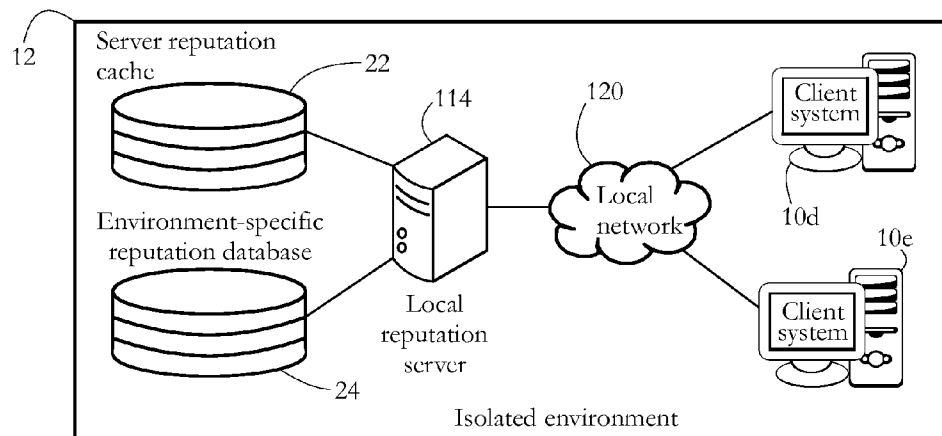 12
Server reputation
cache
22
114
120
Client
system
10d
Environment-specific
reputation database
Local
network
10e
Client
system
Local
reputation
server
24
Isolated environment